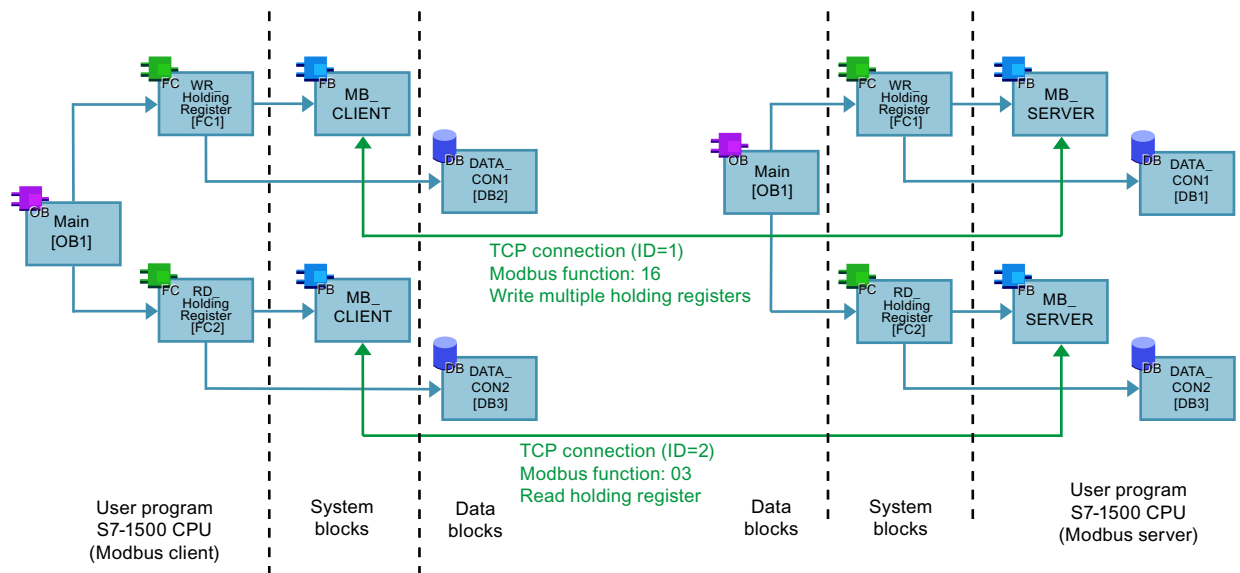 FC
WR_
Holding
Register
[FC1]
FB
MB_
CLIENT
DB
DATA_
CON1
[DB2]
OB
Main
[OB1]
FC
RD_
Holding
Register
[FC2]
FB
MB_
CLIENT
DB
DATA_
CON2
[DB3]
TCP connection (ID=1)
Modbus function: 16
Write multiple holding registers
TCP connection (ID=2)
Modbus function: 03
Read holding register
OB
Main
[OB1]
FC
WR_
Holding
Register
[FC1]
FB
MB_
SERVER
DB
DATA_
CON1
[DB1]
FC
RD_
Holding
Register
[FC2]
FB
MB_
SERVER
DB
DATA_
CON2
[DB3]
User program
S7-1500 CPU
(Modbus client)
System
blocks
Data
blocks
Data
blocks
System
blocks
User program
S7-1500 CPU
(Modbus server)